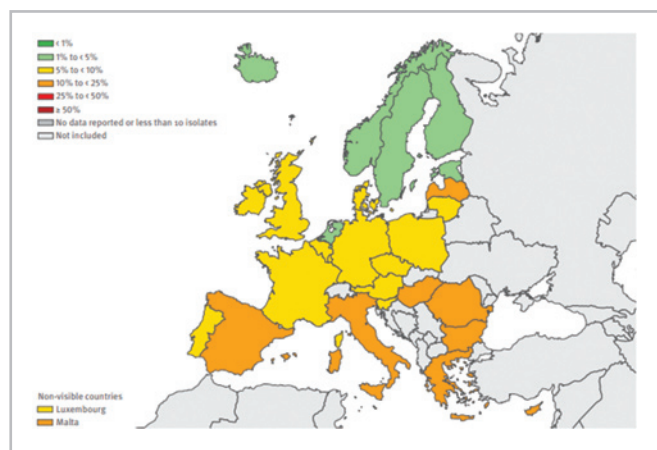 < 1%
1% to < 5%
5% to < 10%
10% to < 25%
25% to < 50%
≥ 50%
No data reported or less than 10 isolates
Not included
Non-visible countries
Luxembourg
Malta